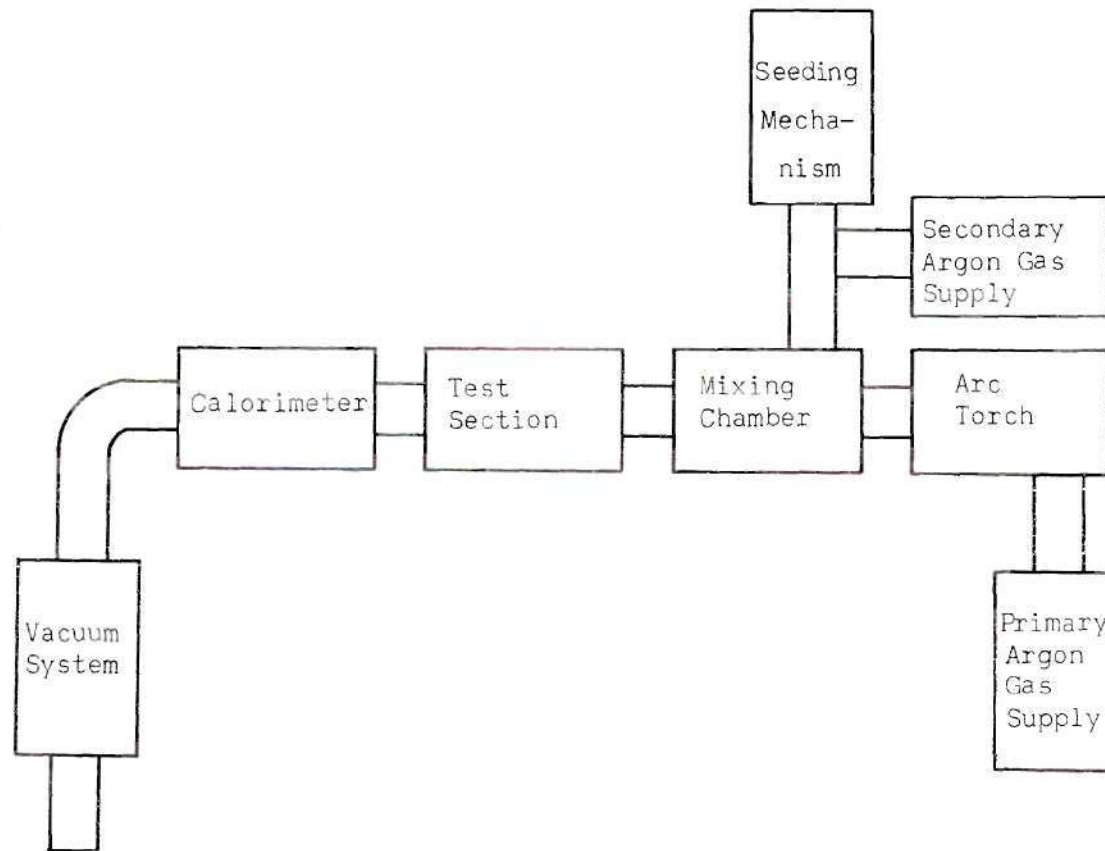 Seeding
Mecha-
nism
Secondary
Argon Gas
Supply
Calorimeter
Test
Section
Mixing
Chamber
Arc
Torch
Vacuum
System
Primary
Argon
Gas
Supply